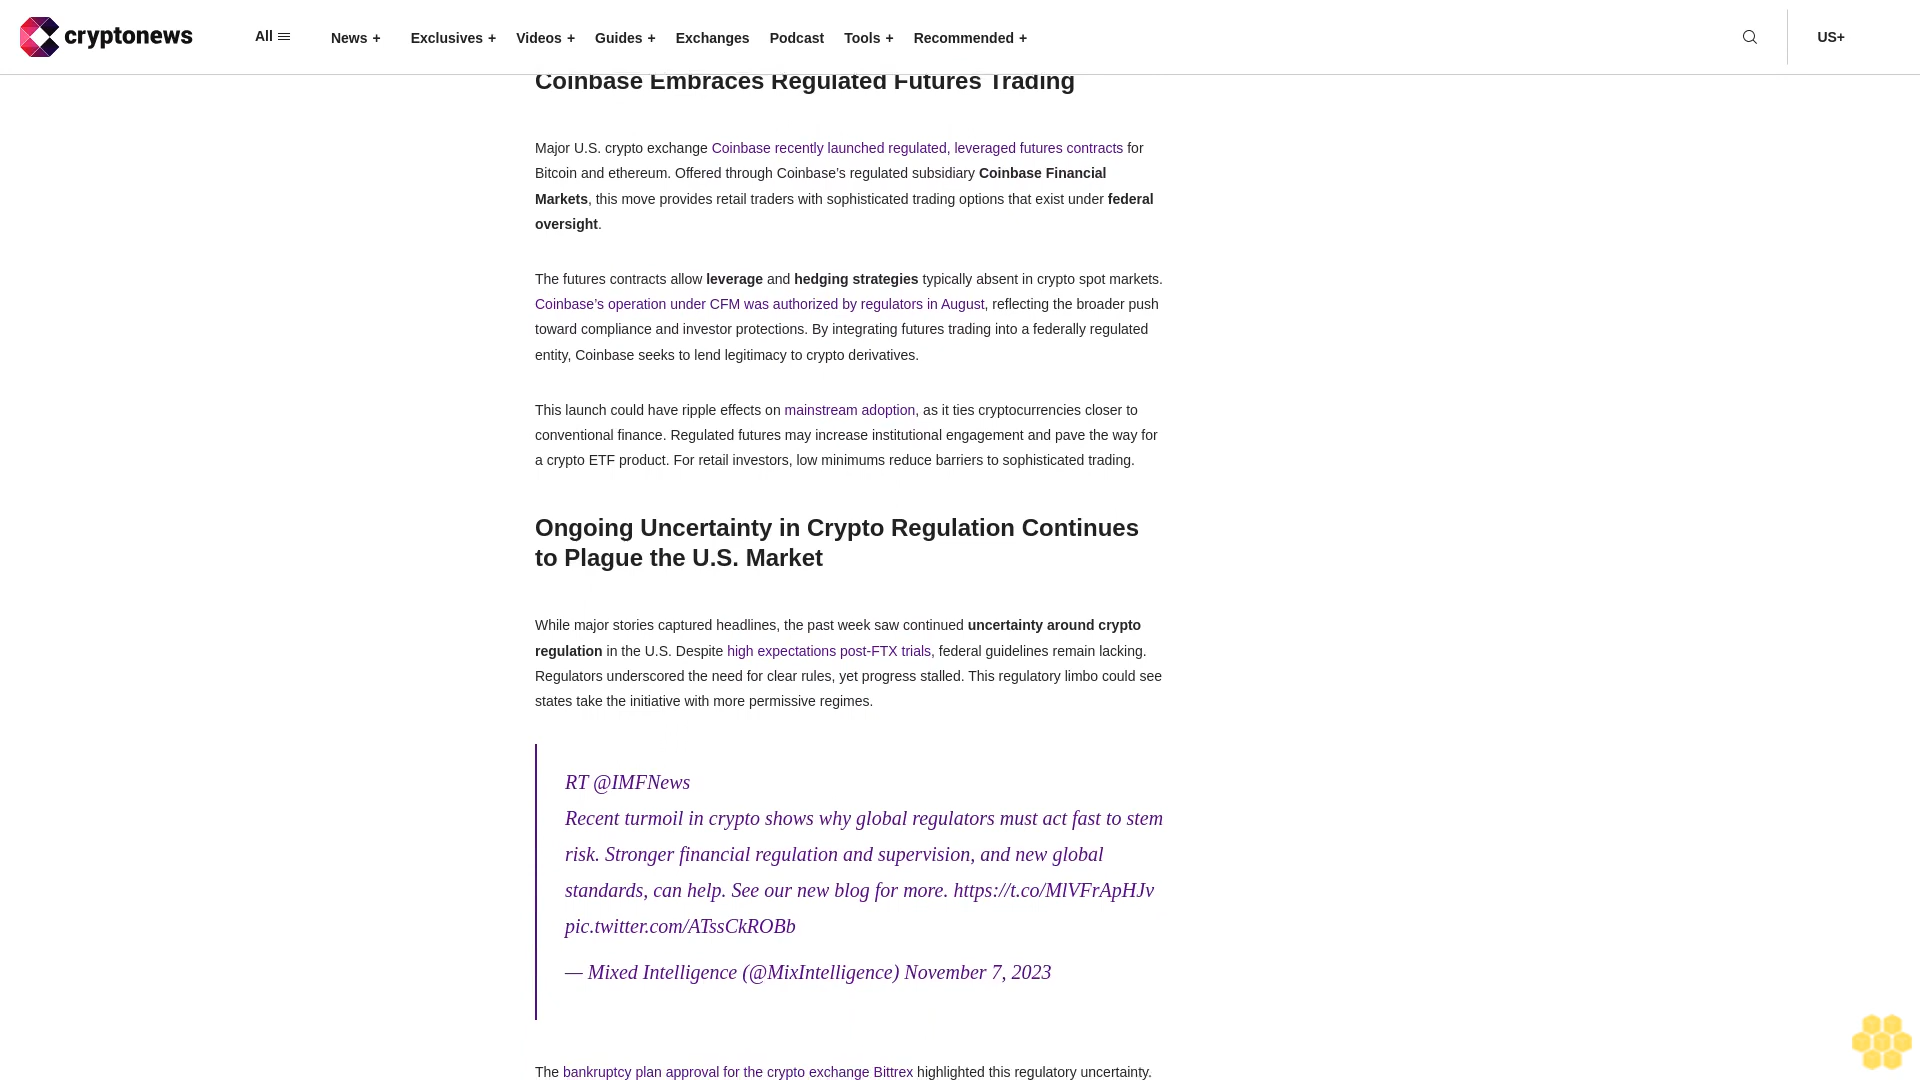 cryptonews
All
News +
Exclusives +
Videos +
Guides +
Exchanges
Podcast
Tools +
Recommended +
US+
Coinbase Embraces Regulated Futures Trading
Major U.S. crypto exchange Coinbase recently launched regulated, leveraged futures contracts for
Bitcoin and ethereum. Offered through Coinbase’s regulated subsidiary Coinbase Financial
Markets, this move provides retail traders with sophisticated trading options that exist under federal
oversight.
The futures contracts allow leverage and hedging strategies typically absent in crypto spot markets.
Coinbase’s operation under CFM was authorized by regulators in August, reflecting the broader push
toward compliance and investor protections. By integrating futures trading into a federally regulated
entity, Coinbase seeks to lend legitimacy to crypto derivatives.
This launch could have ripple effects on mainstream adoption, as it ties cryptocurrencies closer to
conventional finance. Regulated futures may increase institutional engagement and pave the way for
a crypto ETF product. For retail investors, low minimums reduce barriers to sophisticated trading.
Ongoing Uncertainty in Crypto Regulation Continues
to Plague the U.S. Market
While major stories captured headlines, the past week saw continued uncertainty around crypto
regulation in the U.S. Despite high expectations post-FTX trials, federal guidelines remain lacking.
Regulators underscored the need for clear rules, yet progress stalled. This regulatory limbo could see
states take the initiative with more permissive regimes.
RT @IMFNews
Recent turmoil in crypto shows why global regulators must act fast to stem
risk. Stronger financial regulation and supervision, and new global
standards, can help. See our new blog for more. https://t.co/MlVFrApHJv
pic.twitter.com/ATssCkROBb
— Mixed Intelligence (@MixIntelligence) November 7, 2023
The bankruptcy plan approval for the crypto exchange Bittrex highlighted this regulatory uncertainty.